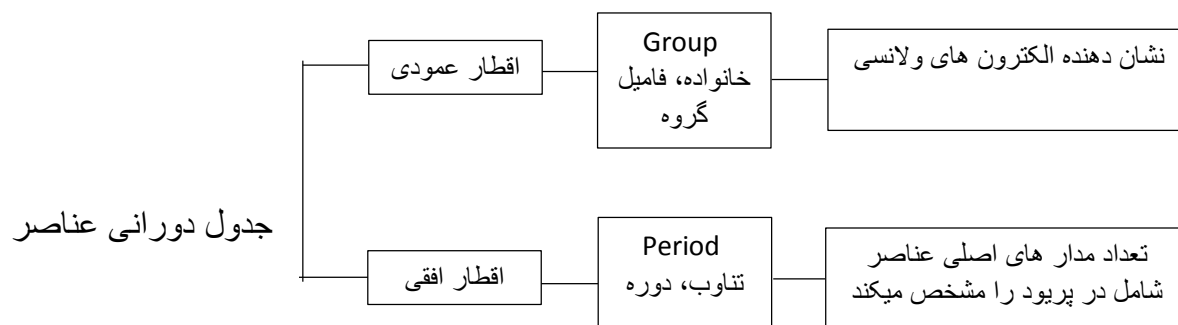 جدول دورانی عناصر
اقطار عمودی
Group
خانواده، فامیل
گروه
نشان دهنده الکترون های ولانسی
اقطار افقی
Period
تناوب، دوره
تعداد مدار های اصلی عناصر
شامل در پریود را مشخص میکند